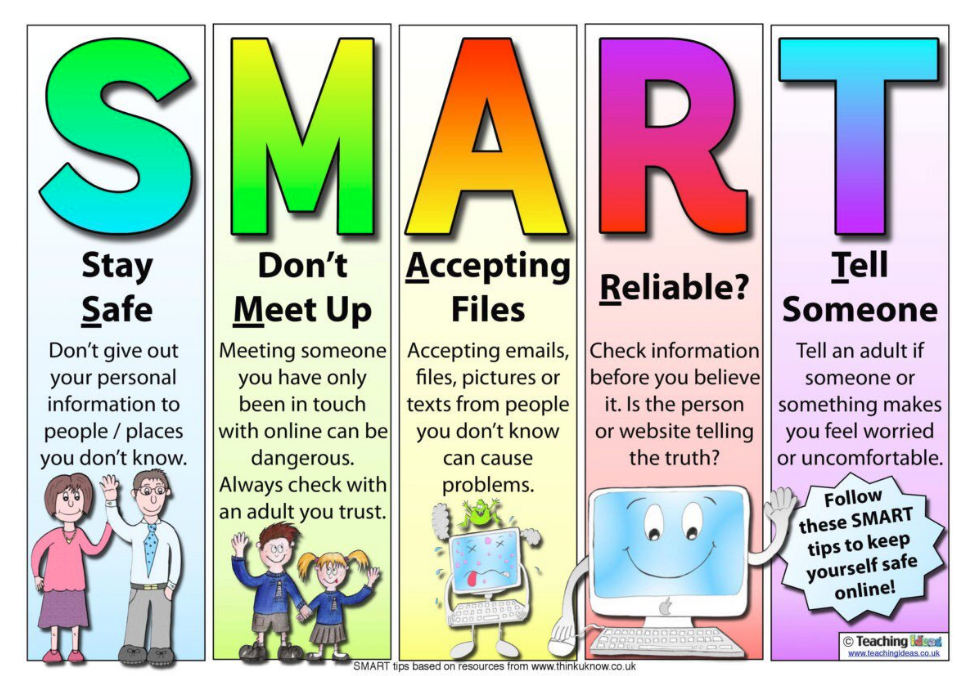 S
Stay
Safe
Don't give out
your personal
information to
people / places
you don't know.
M
Don't
Meet Up
Meeting someone
you have only
been in touch
with online can be
dangerous.
Always check with
an adult you trust.
A
Accepting
Files
Accepting emails,
files, pictures or
texts from people
you don't know
can cause
problems.
R
Reliable?
Check information
before you believe
it. Is the person
or website telling
the truth?
T
Tell
Someone
Tell an adult if
someone or
something makes
you feel worried
or uncomfortable.
Follow
these SMART
tips to keep
yourself safe
online!
© Teaching Ideas
www.teachingideas.co.uk
SMART tips based on resources from www.thinkuknow.co.uk